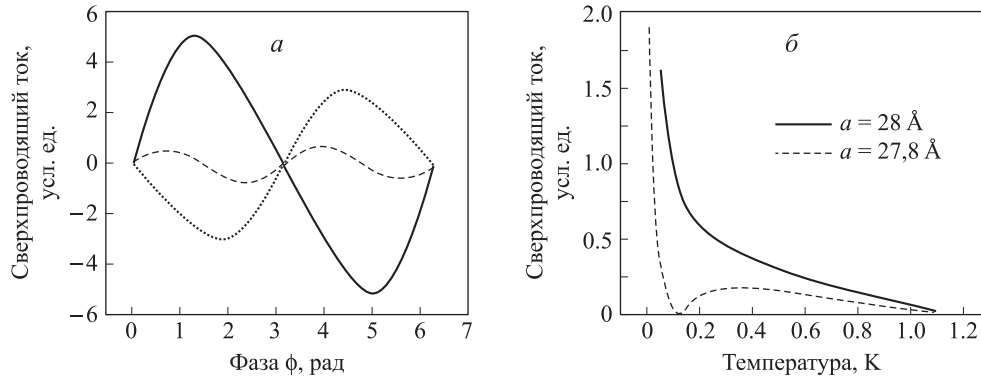 Сверхпроводящий ток,
усл. ед.
6
4
2
0
−2
−4
−6
а
0 1 2 3 4 5 6 7
Фаза ϕ, рад
Сверхпроводящий ток,
усл. ед.
2.0
1.5
1.0
0.5
0
б
a = 28 Å
a = 27,8 Å
0 0.2 0.4 0.6 0.8 1.0 1.2
Температура, K